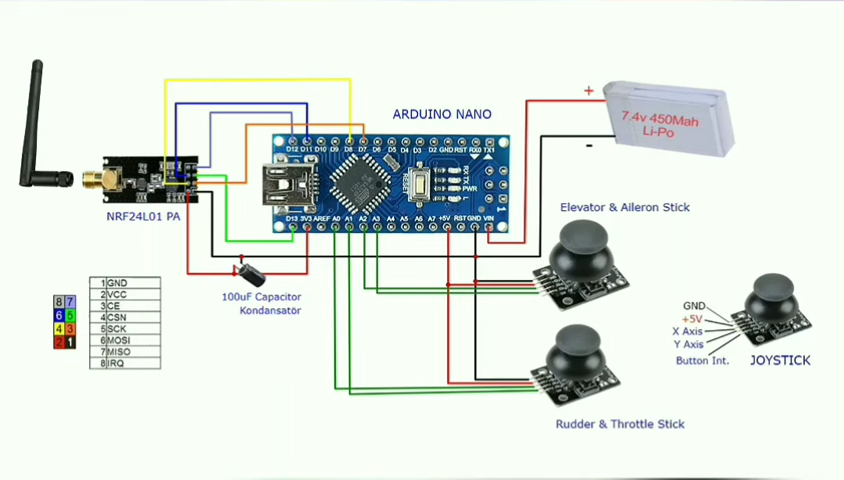 ARDUINO NANO
+
7.4v 450Mah
Li-Po
-
D12 D11 D10 D9 D8 D7 D6 D5 D4 D3 D2 GND RST RX0 TX1
RESET
RX
TX
PWR
1
D13 3V3 AREF A0 A1 A2 A3 A4 A5 A6 A7 +5V RST GND VIN
NRF24L01 PA
Elevator & Aileron Stick
100uF Capacitor
Kondansatör
1 GND
2 VCC
3 CE
4 CSN
5 SCK
6 MOSI
7 MISO
8 IRQ
8 7
6 5
4 3
2 1
GND
+5V
X Axis
Y Axis
Button Int.
JOYSTICK
Rudder & Throttle Stick